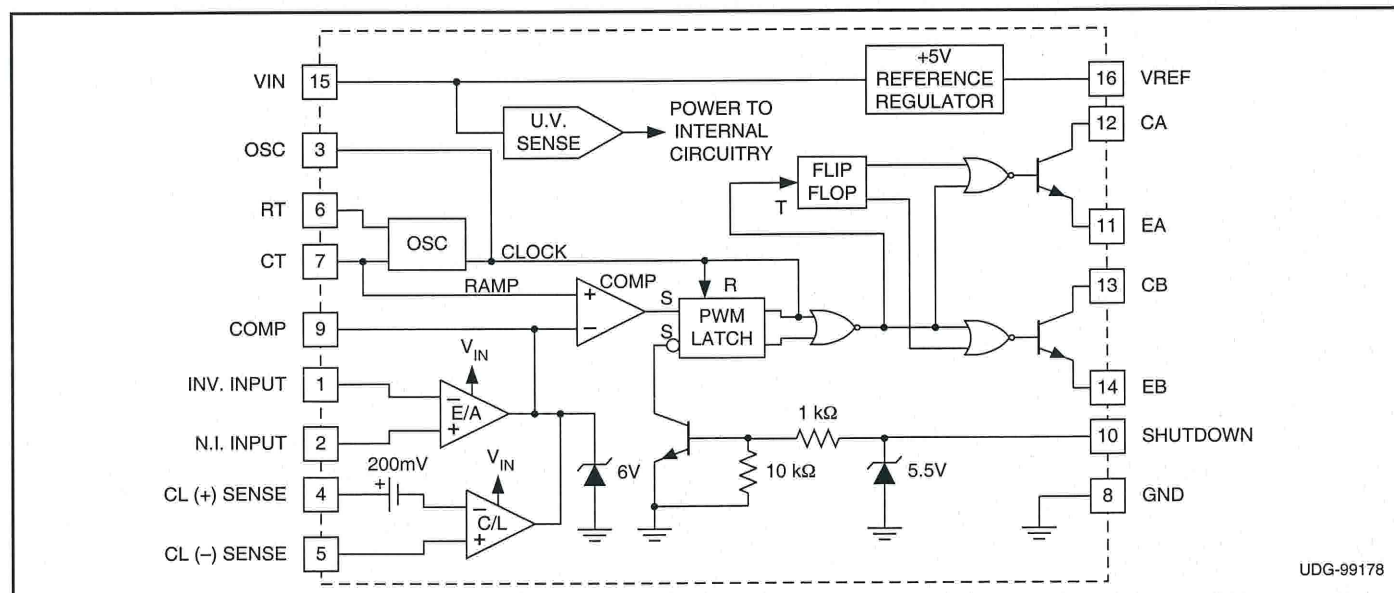 VIN 15
+5V
REFERENCE
REGULATOR
16 VREF
U.V.
SENSE
POWER TO
INTERNAL
CIRCUITRY
12 CA
OSC 3
FLIP
FLOP
T
RT 6
11 EA
OSC
CT 7
CLOCK
RAMP
COMP
R
13 CB
S
PWM
LATCH
S
COMP 9
+
−
VIN
INV. INPUT 1
−
E/A
+
14 EB
N.I. INPUT 2
1 kΩ
10 SHUTDOWN
200mV
VIN
6V
10 kΩ
5.5V
CL (+) SENSE 4
+
−
C/L
+
8 GND
CL (–) SENSE 5
UDG-99178